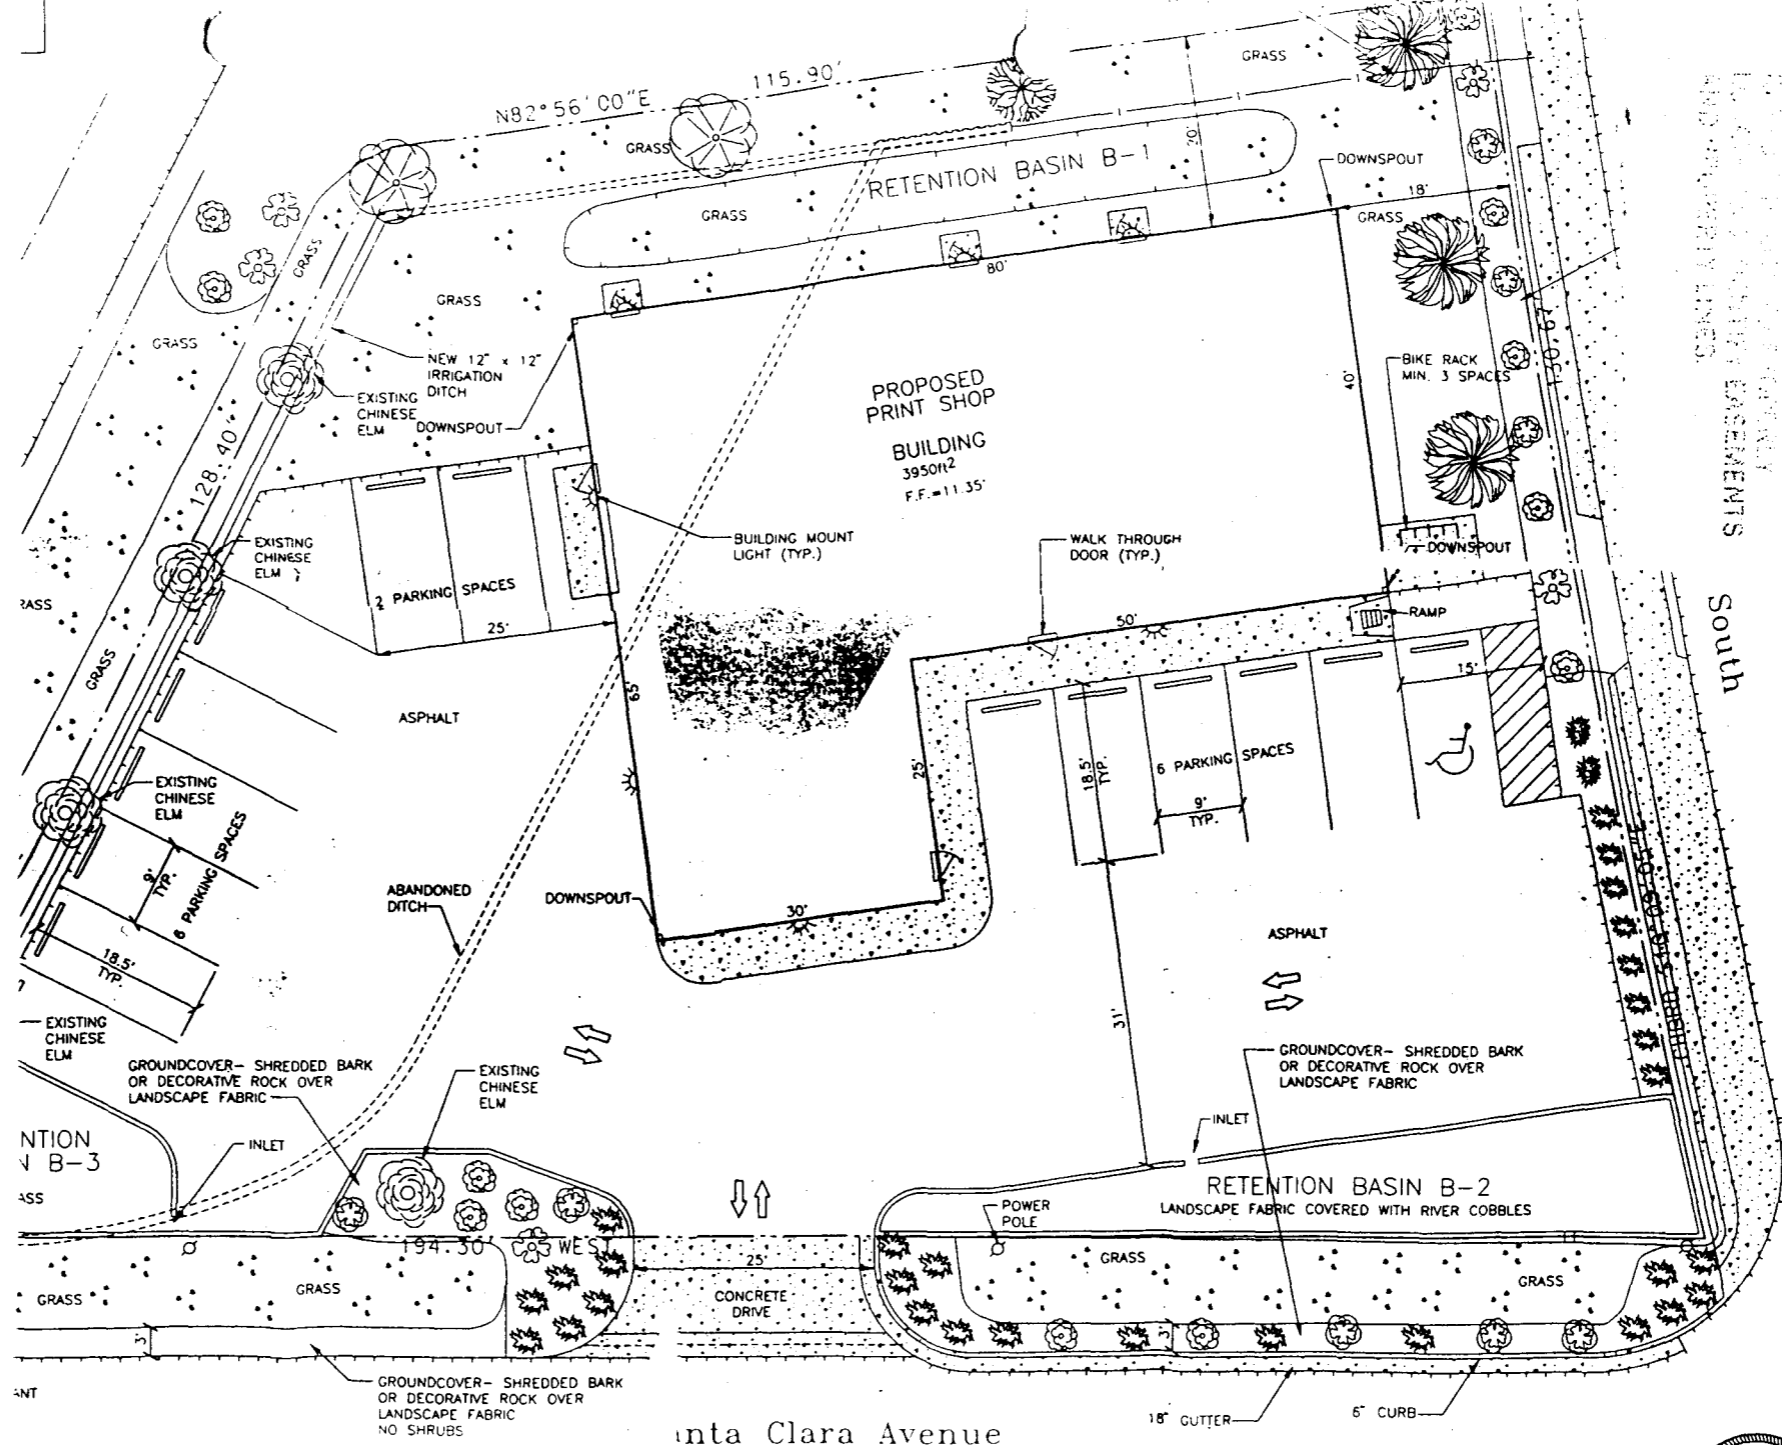 N82°56'00"E
115.90'
GRASS
GRASS
RETENTION BASIN B-1
20'
DOWNSPOUT
18'
GRASS
GRASS
GRASS
GRASS
GRASS
80'
NEW 12" x 12"
IRRIGATION
DITCH
EXISTING
CHINESE
ELM
DOWNSPOUT
PROPOSED
PRINT SHOP
BUILDING
3950ft2
F.F.=11.35'
40'
BIKE RACK
MIN. 3 SPACES
EASEMENTS
128.40'
EXISTING
CHINESE
ELM
BUILDING MOUNT
LIGHT (TYP.)
WALK THROUGH
DOOR (TYP.)
DOWNSPOUT
2 PARKING SPACES
25'
50'
RAMP
South
GRASS
65'
15'
ASPHALT
25'
18.5'
TYP.
6 PARKING SPACES
9'
TYP.
EXISTING
CHINESE
ELM
9'
TYP.
6 PARKING SPACES
18.5'
TYP.
ABANDONED
DITCH
DOWNSPOUT
30'
ASPHALT
31'
EXISTING
CHINESE
ELM
GROUNDCOVER- SHREDDED BARK
OR DECORATIVE ROCK OVER
LANDSCAPE FABRIC
EXISTING
CHINESE
ELM
GROUNDCOVER- SHREDDED BARK
OR DECORATIVE ROCK OVER
LANDSCAPE FABRIC
INLET
INLET
NTION
B-3
RETENTION BASIN B-2
LANDSCAPE FABRIC COVERED WITH RIVER COBBLES
POWER
POLE
194.30'
WEST
25'
GRASS
GRASS
GRASS
GRASS
CONCRETE
DRIVE
3'
3'
GROUNDCOVER- SHREDDED BARK
OR DECORATIVE ROCK OVER
LANDSCAPE FABRIC
NO SHRUBS
18" GUTTER
6" CURB
nta Clara Avenue